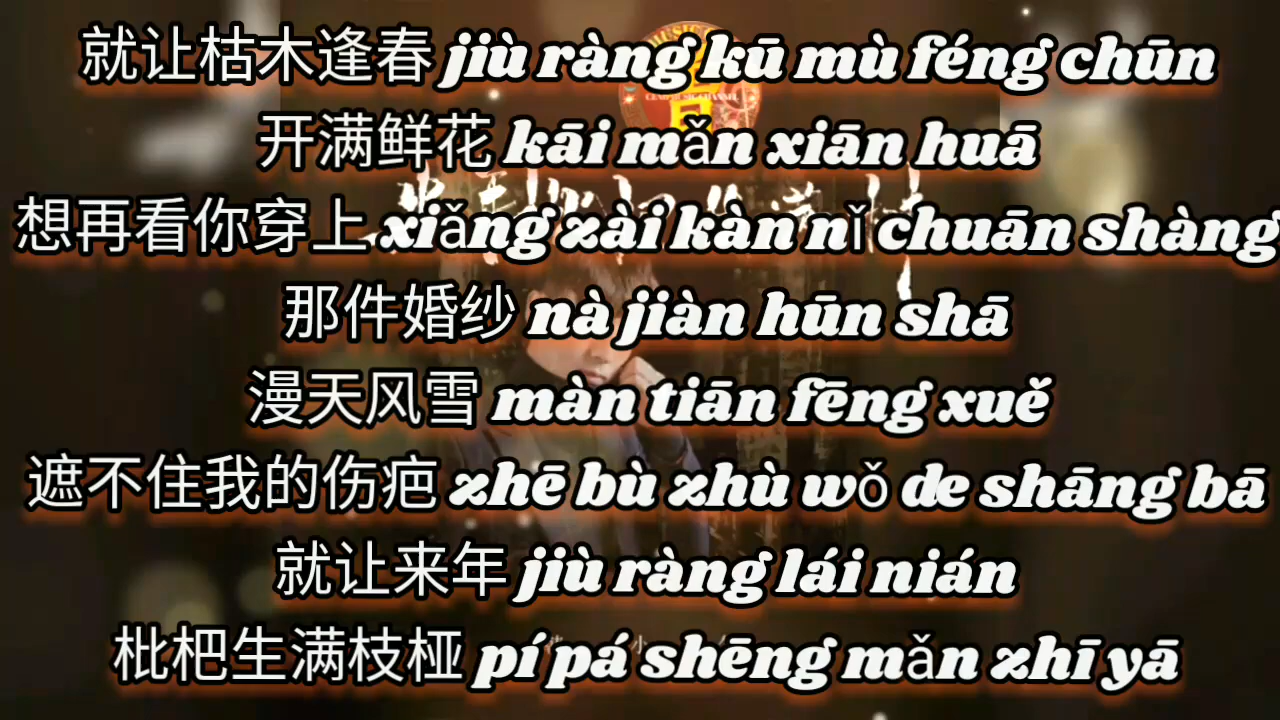 就让枯木逢春 jiù ràng kū mù féng chūn
开满鲜花 kāi mǎn xiān huā
想再看你穿上 xiǎng zài kàn nǐ chuān shàng
那件婚纱 nà jiàn hūn shā
漫天风雪 màn tiān fēng xuě
遮不住我的伤疤 zhē bù zhù wǒ de shāng bā
就让来年 jiù ràng lái nián
枇杷生满枝桠 pí pá shēng mǎn zhī yā